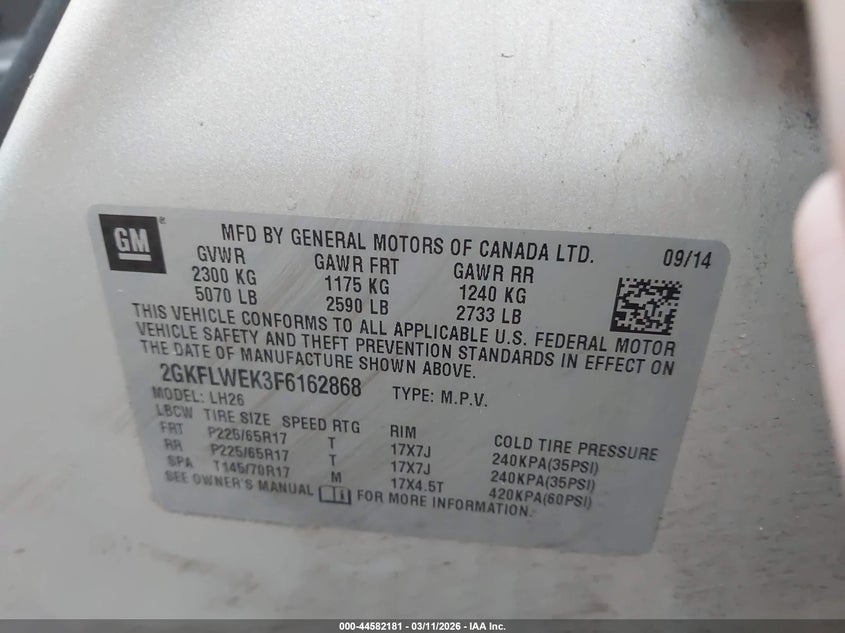 GM
®
MFD BY GENERAL MOTORS OF CANADA LTD.
09/14
GVWR GAWR FRT GAWR RR
2300 KG 1175 KG 1240 KG
5070 LB 2590 LB 2733 LB
THIS VEHICLE CONFORMS TO ALL APPLICABLE U.S. FEDERAL MOTOR
VEHICLE SAFETY AND THEFT PREVENTION STANDARDS IN EFFECT ON
THE DATE OF MANUFACTURE SHOWN ABOVE.
2GKFLWEK3F6162868 TYPE: M.P.V.
MODEL: LH26
LBCW TIRE SIZE SPEED RTG RIM COLD TIRE PRESSURE
FRT P225/65R17 T 17X7J 240KPA(35PSI)
RR P225/65R17 T 17X7J 240KPA(35PSI)
SPA T145/70R17 M 17X4.5T 420KPA(60PSI)
SEE OWNER'S MANUAL FOR MORE INFORMATION.
000-44582181 - 03/11/2026 - IAA Inc.